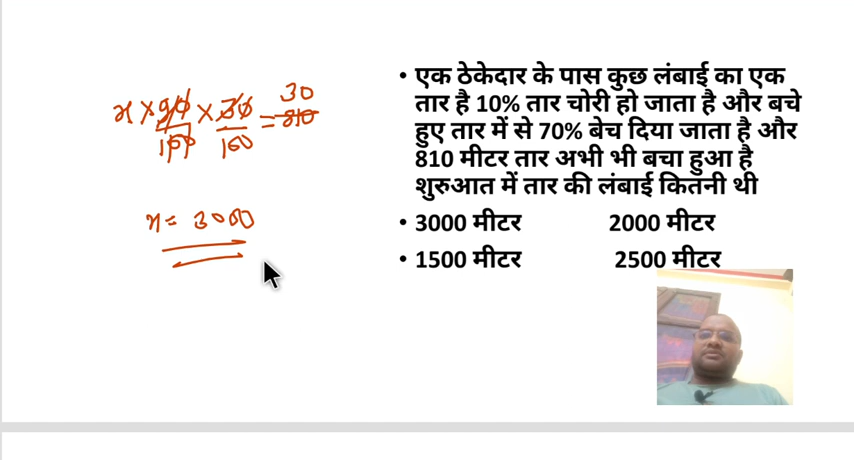 x × 90/100 × 30/100 = 810
30
x = 3000
• एक ठेकेदार के पास कुछ लंबाई का एक
तार है 10% तार चोरी हो जाता है और बचे
हुए तार में से 70% बेच दिया जाता है और
810 मीटर तार अभी भी बचा हुआ है
शुरुआत में तार की लंबाई कितनी थी
• 3000 मीटर 2000 मीटर
• 1500 मीटर 2500 मीटर